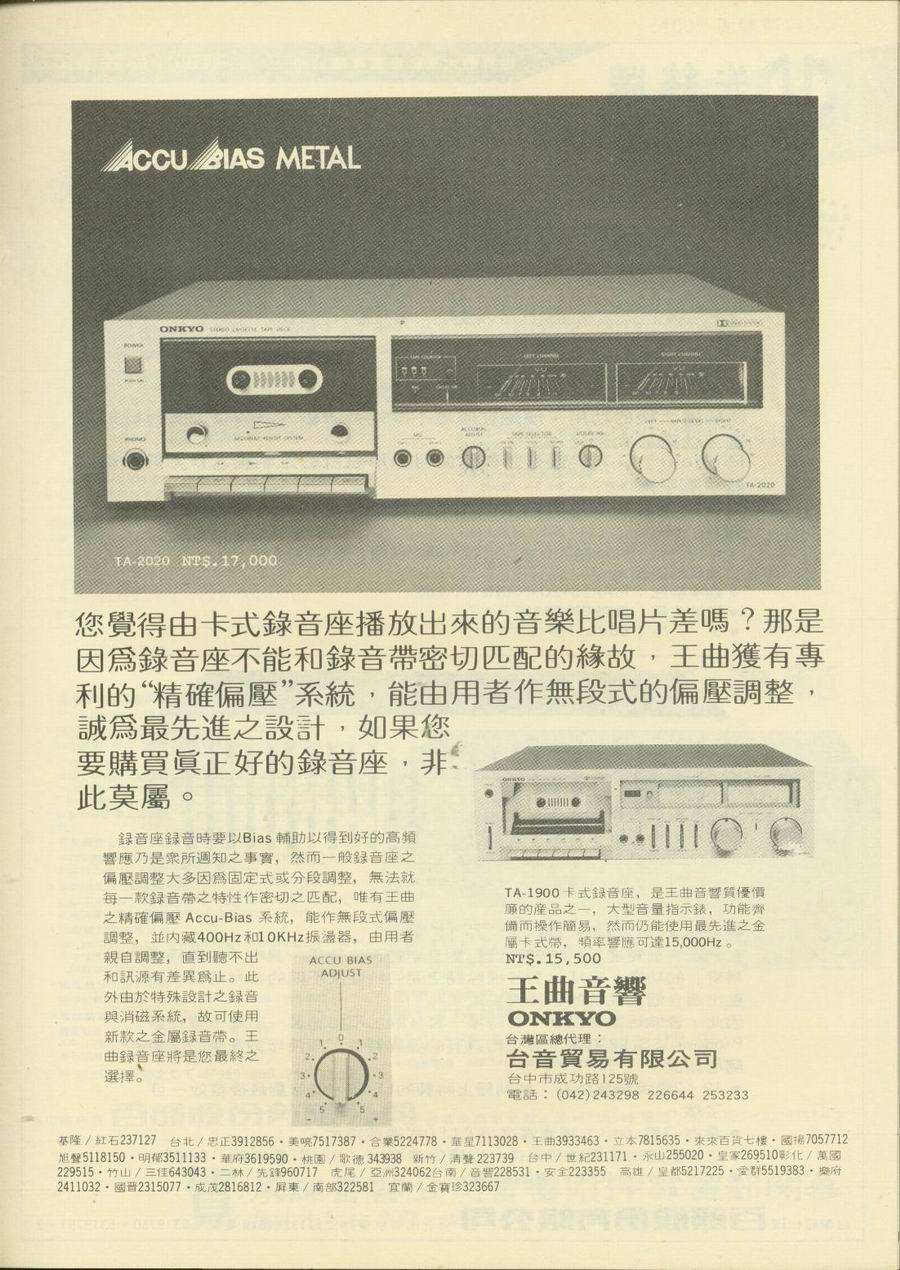 ACCU BIAS METAL
ONKYO STEREO CASSETTE TAPE DECK
POWER
PHONES
TAPE COUNTER
LEFT CHANNEL
RIGHT CHANNEL
VU
VU
ACCUBIAS ADJUST
TAPE SELECTOR
MIC
LEFT — INPUT LEVEL — RIGHT
TA-2020
TA-2020 NT$.17,000
您覺得由卡式錄音座播放出來的音樂比唱片差嗎？那是
因爲錄音座不能和錄音帶密切匹配的緣故，王曲獲有專
利的“精確偏壓”系統，能由用者作無段式的偏壓調整，
誠爲最先進之設計，如果您
要購買眞正好的錄音座，非
此莫屬。
錄音座錄音時要以Bias 輔助以得到好的高頻
響應乃是衆所週知之事實，然而一般錄音座之
偏壓調整大多因爲固定式或分段調整，無法就
每一款錄音帶之特性作密切之匹配，唯有王曲
之精確偏壓 Accu-Bias 系統，能作無段式偏壓
調整，並内藏400Hz和10KHz振盪器，由用者
親自調整，直到聽不出
和訊源有差異爲止。此
外由於特殊設計之錄音
與消磁系統，故可使用
新款之金屬錄音帶。王
曲錄音座將是您最終之
選擇。
ACCU BIAS
ADJUST
0
1 1
2 2
3 3
4 4
5 5
− +
ONKYO
TA-1900卡式錄音座，是王曲音響質優價
廉的産品之一，大型音量指示錶，功能齊
備而操作簡易，然而仍能使用最先進之金
屬卡式帶，頻率響應可達15,000Hz。
NT$.15,500
王曲音響
ONKYO
台灣區總代理：
台音貿易有限公司
台中市成功路125號
電話：(042)243298 226644 253233
基隆／紅石237127 台北／忠正3912856・美鳴7517387・合業5224778・華星7113028・王曲3933463・立本7815635・來來百貨七樓・國揚7057712
旭聲5118150・明郁3511133・華府3619590・桃園／歌德343938 新竹／清聲223739 台中／世紀231171・永山255020・皇家269510彰化／萬國
229515・竹山／三佳643043・二林／先鋒960717 虎尾／亞洲324062台南／音響228531・安全223355 高雄／皇都5217225・愛群5519383・樂府
2411032・國晋2315077・成茂2816812・屏東／南部322581 宜蘭／金寶珍323667